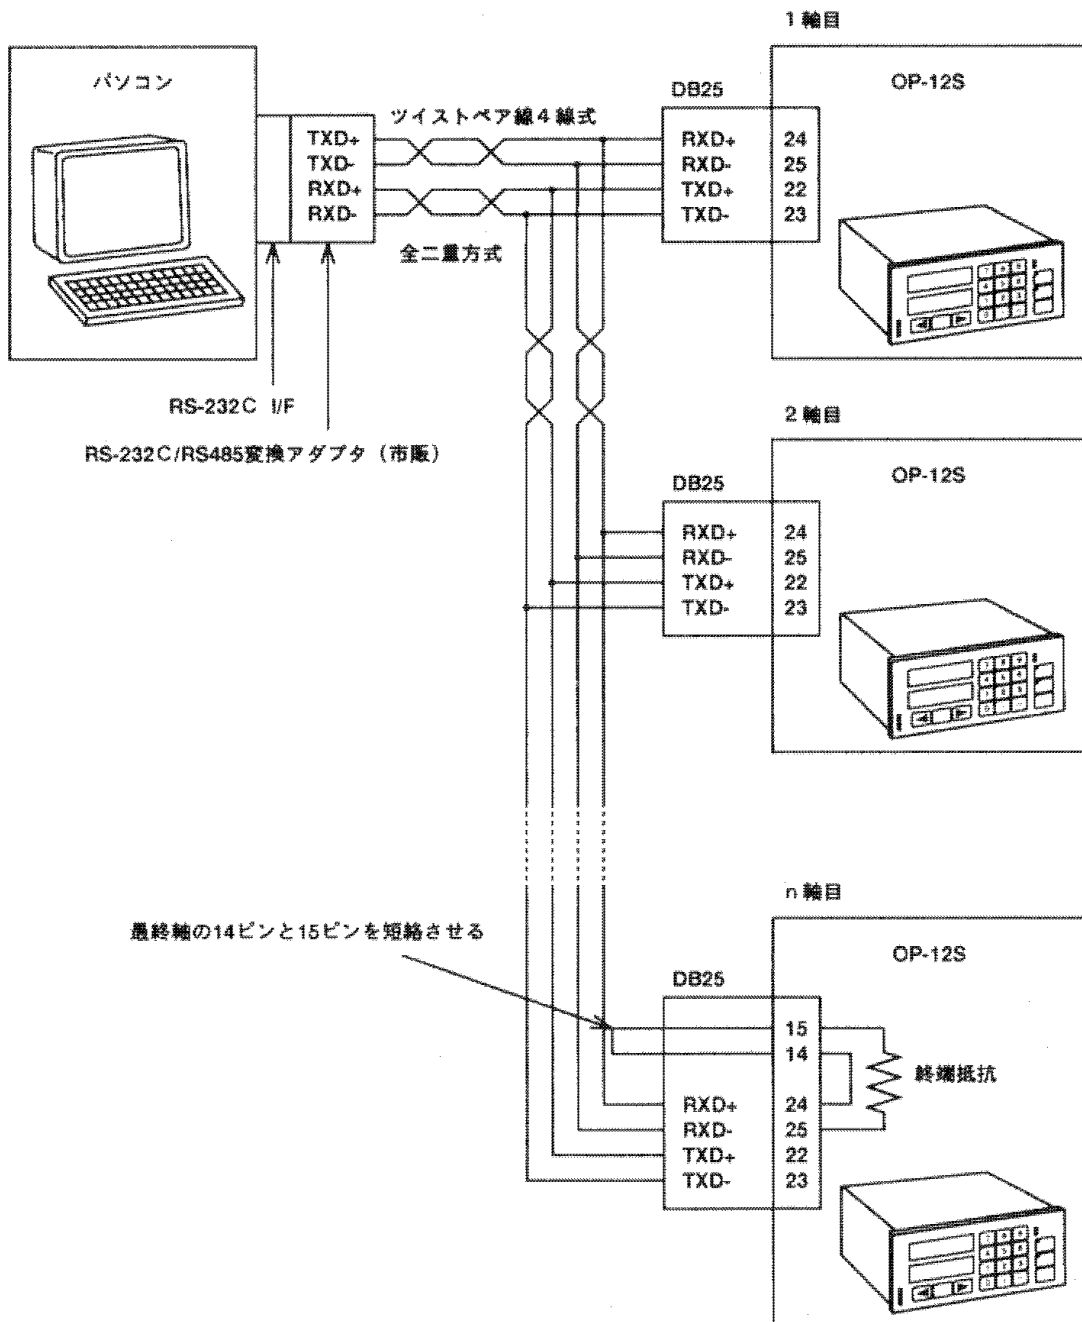 1軸目
パソコン
OP-12S
DB25
ツイストペア線4線式
TXD+
TXD-
RXD+
RXD-
RXD+ 24
RXD- 25
TXD+ 22
TXD- 23
全二重方式
RS-232C I/F
RS-232C/RS485変換アダプタ（市販）
2軸目
OP-12S
DB25
RXD+ 24
RXD- 25
TXD+ 22
TXD- 23
n軸目
最終軸の14ピンと15ピンを短絡させる
OP-12S
DB25
15
14
終端抵抗
RXD+ 24
RXD- 25
TXD+ 22
TXD- 23